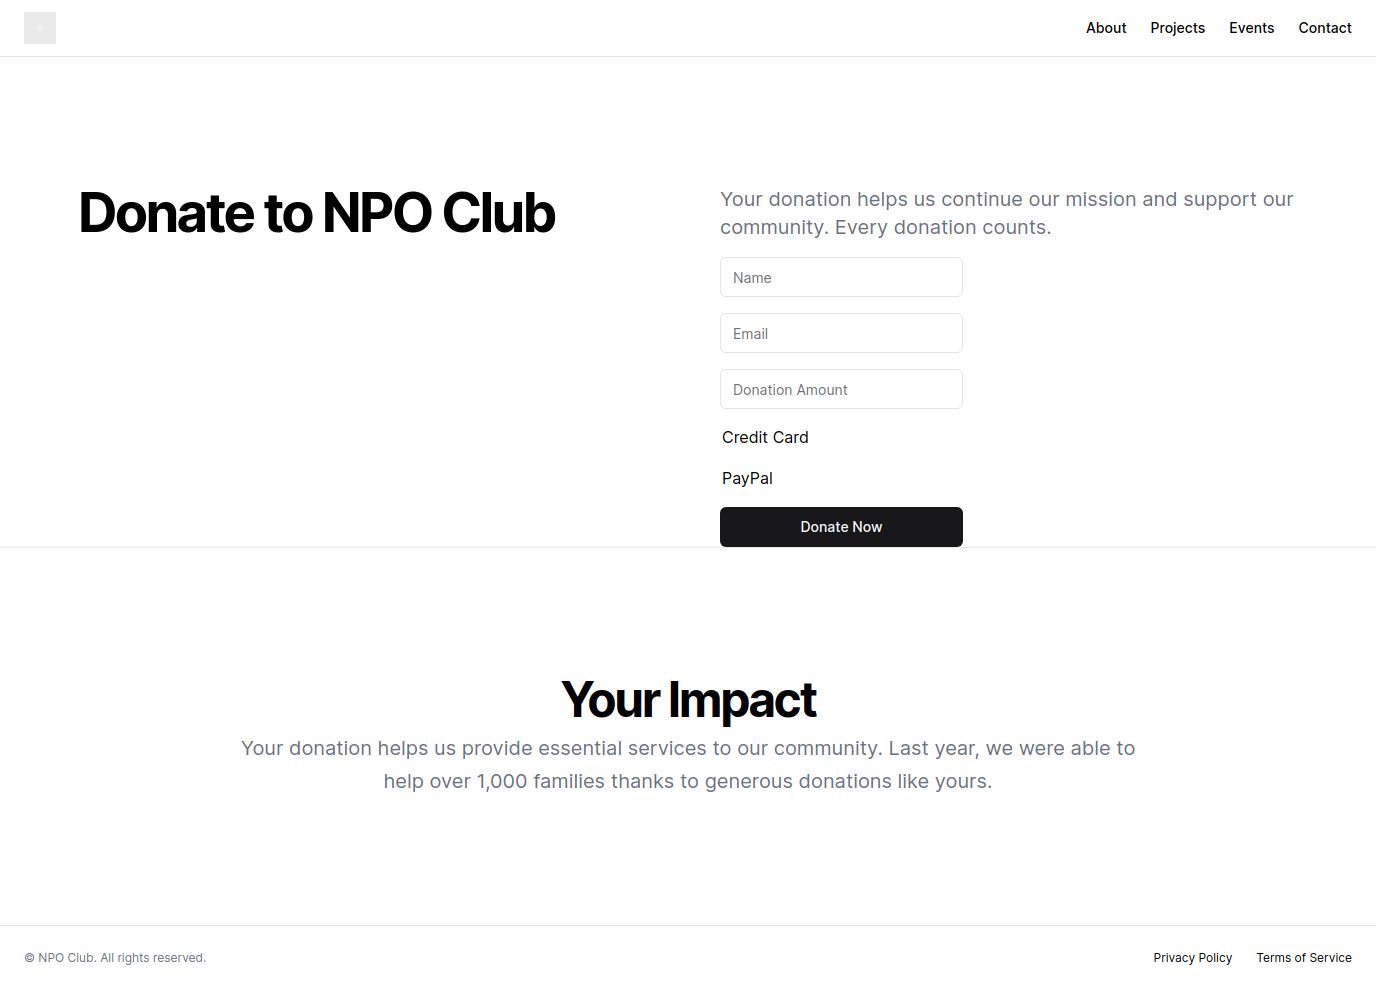 About Projects Events Contact
Donate to NPO Club
Your donation helps us continue our mission and support our
community. Every donation counts.
Name
Email
Donation Amount
Credit Card
PayPal
Donate Now
Your Impact
Your donation helps us provide essential services to our community. Last year, we were able to
help over 1,000 families thanks to generous donations like yours.
© NPO Club. All rights reserved.
Privacy Policy Terms of Service